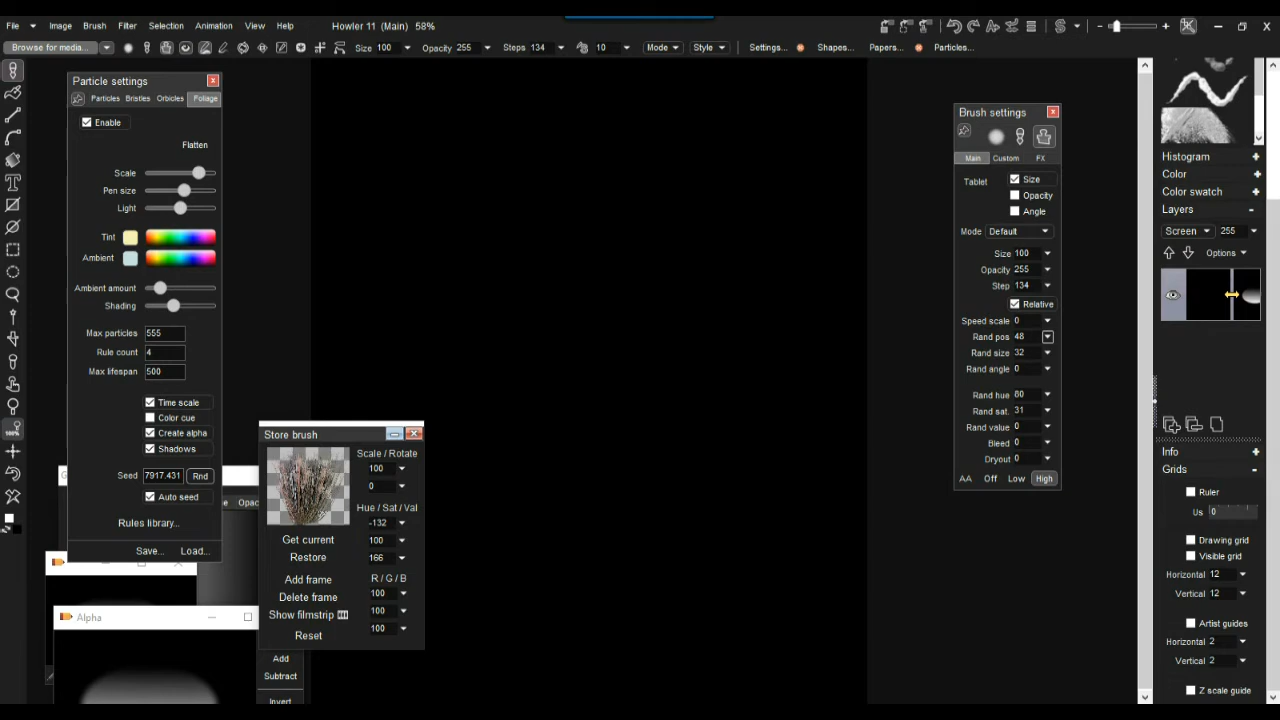 File Image Brush Filter Selection Animation View Help Howler 11 (Main) 58%
Browse for media... Size 100 Opacity 255 Steps 134 10 Mode Style Settings... Shapes... Papers... Particles...
Particle settings
Particles Bristles Orbicles Foliage
Enable
Flatten
Scale
Pen size
Light
Tint
Ambient
Ambient amount
Shading
Max particles 555
Rule count 4
Max lifespan 500
Time scale
Color cue
Create alpha
Shadows
Seed 7917.431 Rnd
Auto seed
Rules library...
Save... Load...
Alpha
Store brush
Scale / Rotate
100
0
Hue / Sat / Val
-132
Get current 100
Restore 166
Add frame R / G / B
Delete frame 100
Show filmstrip 100
Reset 100
Add
Subtract
Invert
Brush settings
Main Custom FX
Tablet Size
Opacity
Angle
Mode Default
Size 100
Opacity 255
Step 134
Relative
Speed scale 0
Rand pos 48
Rand size 32
Rand angle 0
Rand hue 80
Rand sat. 31
Rand value 0
Bleed 0
Dryout 0
AA Off Low High
Histogram
Color
Color swatch
Layers
Screen 255
Options
Info
Grids
Ruler
Us 0
Drawing grid
Visible grid
Horizontal 12
Vertical 12
Artist guides
Horizontal 2
Vertical 2
Z scale guide
100%